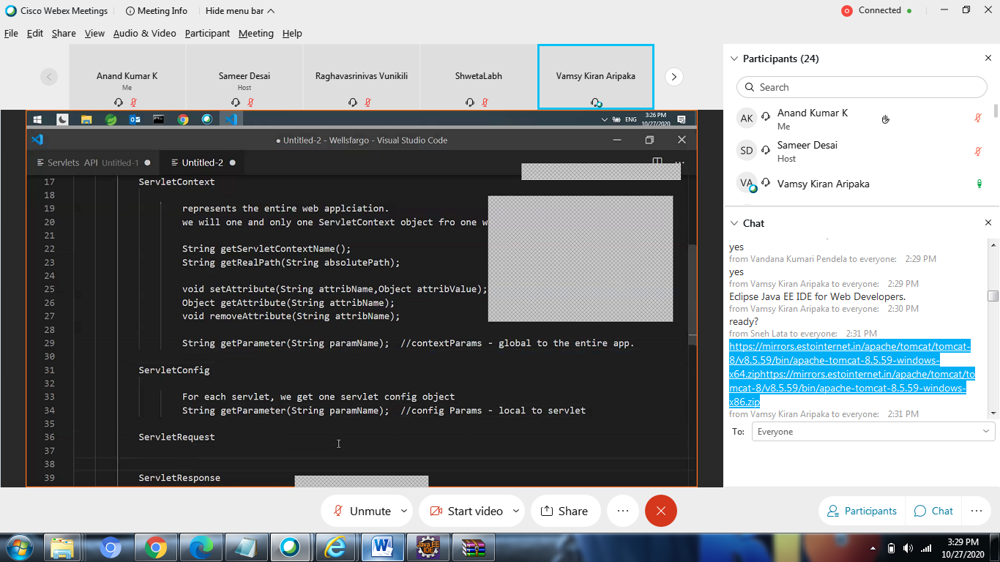 Cisco Webex Meetings
Meeting Info
Hide menu bar
Connected
File Edit Share View Audio & Video Participant Meeting Help
Anand Kumar K
Me
Sameer Desai
Host
Raghavasrinivas Vunikili
ShwetaLabh
Vamsy Kiran Aripaka
ENG
3:26 PM
10/27/2020
● Untitled-2 - Wellsfargo - Visual Studio Code
Servlets API Untitled-1 ●
Untitled-2 ●
17 ServletContext
18
19 represents the entire web applciation.
20 we will one and only one ServletContext object fro one w
21
22 String getServletContextName();
23 String getRealPath(String absolutePath);
24
25 void setAttribute(String attribName,Object attribValue);
26 Object getAttribute(String attribName);
27 void removeAttribute(String attribName);
28
29 String getParameter(String paramName); //contextParams - global to the entire app.
30
31 ServletConfig
32
33 For each servlet, we get one servlet config object
34 String getParameter(String paramName); //config Params - local to servlet
35
36 ServletRequest
37
38
39 ServletResponse
Participants (24)
Search
AK Anand Kumar K
Me
SD Sameer Desai
Host
VA Vamsy Kiran Aripaka
Chat
yes
from Vandana Kumari Pendela to everyone: 2:29 PM
yes
from Vamsy Kiran Aripaka to everyone: 2:29 PM
Eclipse Java EE IDE for Web Developers.
from Vamsy Kiran Aripaka to everyone: 2:30 PM
ready?
from Sneh Lata to everyone: 2:31 PM
https://mirrors.estointernet.in/apache/tomcat/tomcat-
8/v8.5.59/bin/apache-tomcat-8.5.59-windows-
x64.ziphttps://mirrors.estointernet.in/apache/tomcat/to
mcat-8/v8.5.59/bin/apache-tomcat-8.5.59-windows-
x86.zip
from Vamsy Kiran Aripaka to everyone: 2:31 PM
To: Everyone
Unmute
Start video
Share
Participants
Chat
Java EE
IDE
3:29 PM
10/27/2020